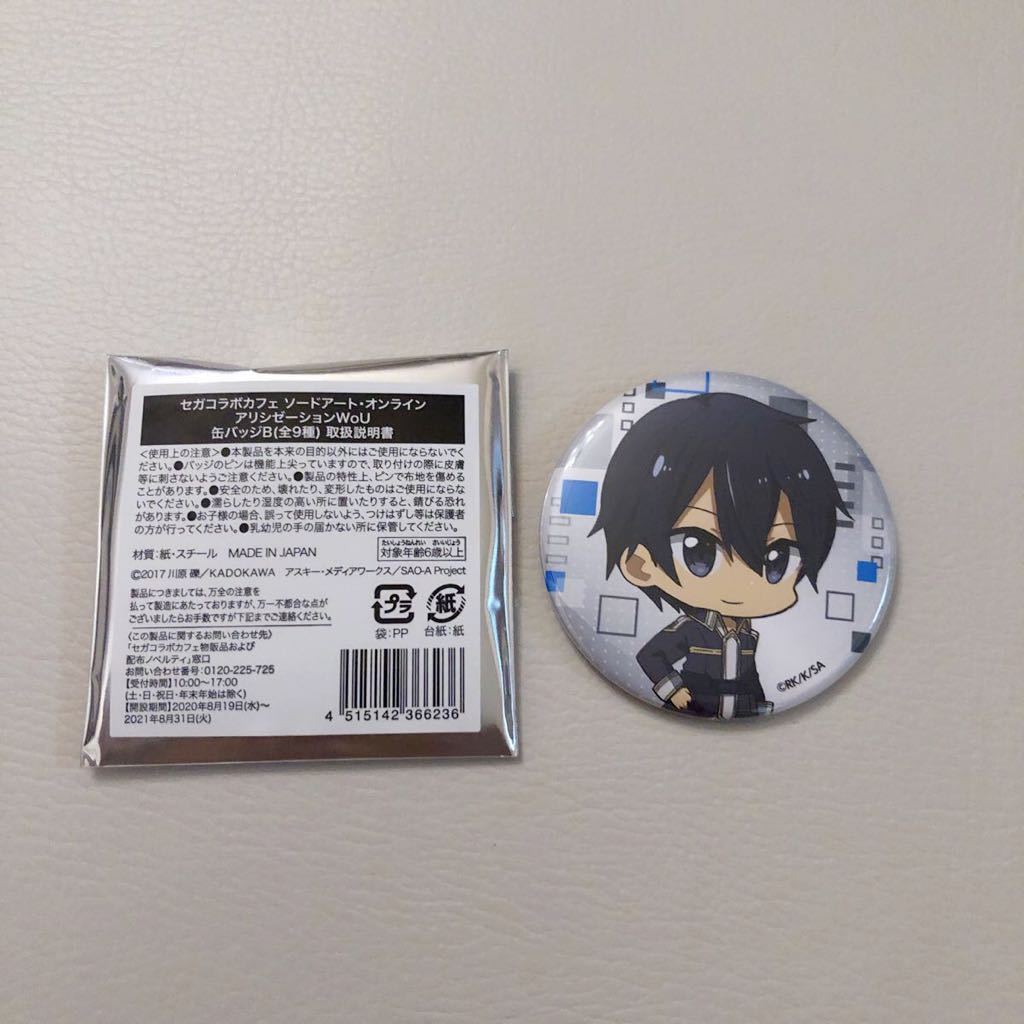 セガコラボカフェ ソードアート・オンライン
アリシゼーションWoU
缶バッジB(全9種) 取扱説明書
〈使用上の注意〉●本製品を本来の目的以外にはご使用にならないでく
ださい。●バッジのピンは機能上尖っていますので、取り付けの際に皮膚
等に刺さないようご注意ください。●製品の特性上、ピンで布地を傷める
ことがあります。●安全のため、壊れたり、変形したものはご使用にならな
いでください。●濡らしたり湿度の高い所に置いたりすると、錆びる恐れ
があります。●お子様の場合、誤って使用しないよう、つけはずし等は保護者
の方が行ってください。●乳幼児の手の届かない所に保管してください。
材質:紙・スチール MADE IN JAPAN
たいしょうねんれい さいいじょう
対象年齢6歳以上
©2017 川原 礫/KADOKAWA アスキー・メディアワークス/SAO-A Project
製品につきましては、万全の注意を
払って製造にあたっておりますが、万一不都合な点が
ございましたらお手数ですが下記までご連絡ください。
プラ
紙
袋:PP 台紙:紙
〈この製品に関するお問い合わせ先〉
「セガコラボカフェ物販品および
配布ノベルティ」窓口
お問い合わせ番号:0120-225-725
【受付時間】10:00〜17:00
(土・日・祝日・年末年始は除く)
【開設期間】2020年8月19日(水)〜
2021年8月31日(火)
4 515142 366236
©RK/K/SA